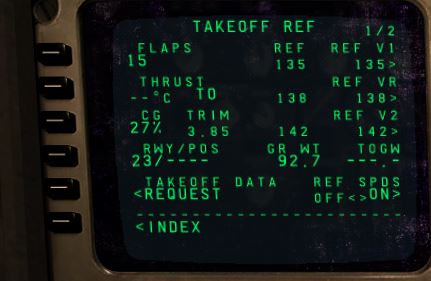 TAKEOFF REF 1/2
FLAPS REF REF V1
15 135 135>
THRUST REF VR
--°C TO 138 138>
CG TRIM REF V2
27% 3.85 142 142>
RWY/POS GR WT TOGW
23/---- 92.7 ---.-
TAKEOFF DATA REF SPDS
<REQUEST OFF<>ON>
--------------------------------
<INDEX